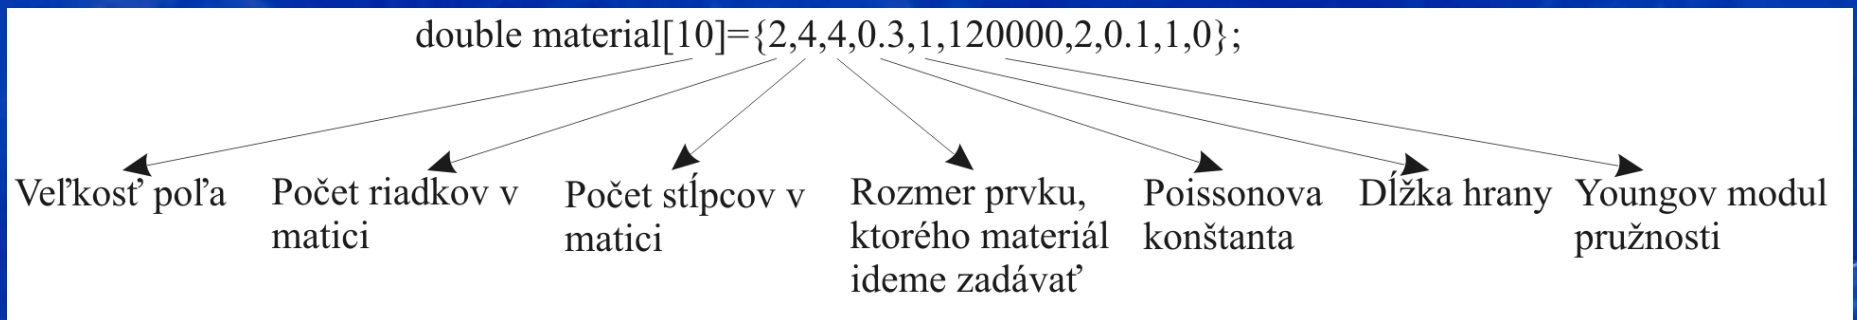 double material[10]={2,4,4,0.3,1,120000,2,0.1,1,0};
Veľkosť poľa
Počet riadkov v
matici
Počet stĺpcov v
matici
Rozmer prvku,
ktorého materiál
ideme zadávať
Poissonova
konštanta
Dĺžka hrany
Youngov modul
pružnosti